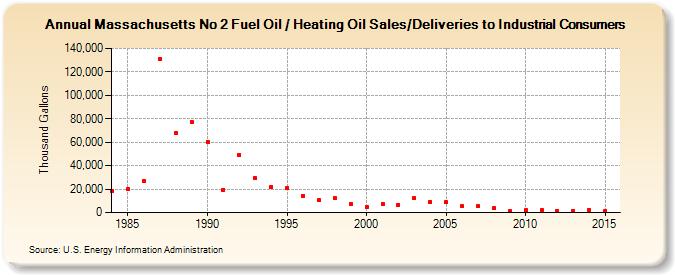 Annual Massachusetts No 2 Fuel Oil / Heating Oil Sales/Deliveries to Industrial Consumers
Thousand Gallons
140,000
120,000
100,000
80,000
60,000
40,000
20,000
0
1985 1990 1995 2000 2005 2010 2015
Source: U.S. Energy Information Administration